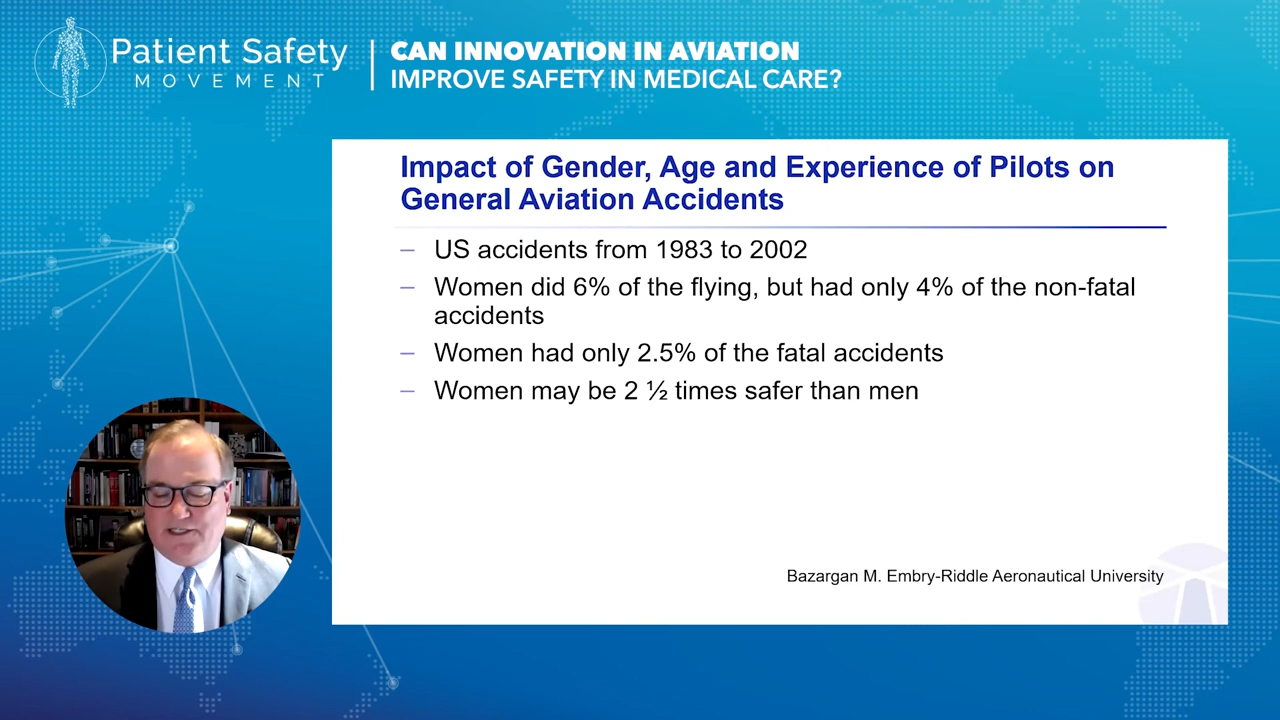 Patient Safety
MOVEMENT
CAN INNOVATION IN AVIATION
IMPROVE SAFETY IN MEDICAL CARE?
Impact of Gender, Age and Experience of Pilots on
General Aviation Accidents
– US accidents from 1983 to 2002
– Women did 6% of the flying, but had only 4% of the non-fatal
accidents
– Women had only 2.5% of the fatal accidents
– Women may be 2 ½ times safer than men
Bazargan M. Embry-Riddle Aeronautical University